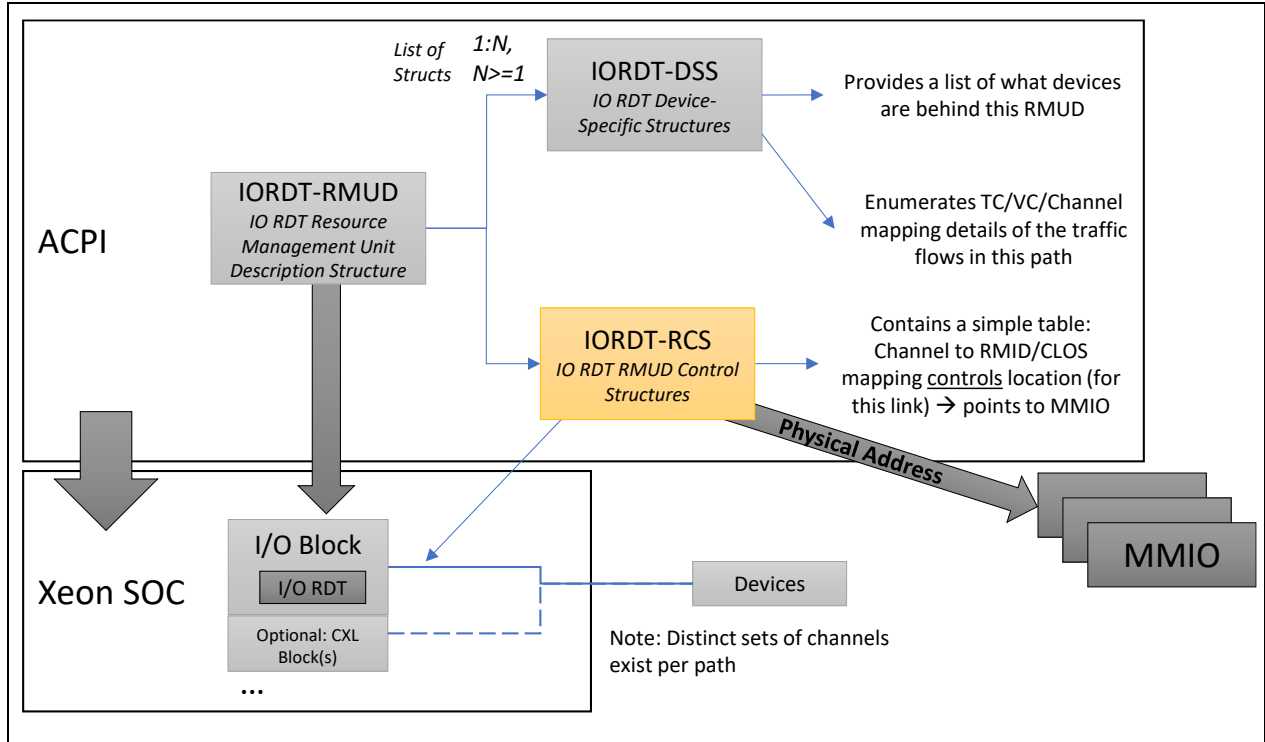 ACPI
List of
Structs
1:N,
N>=1
IORDT-DSS
IO RDT Device-
Specific Structures
Provides a list of what devices
are behind this RMUD
IORDT-RMUD
IO RDT Resource
Management Unit
Description Structure
Enumerates TC/VC/Channel
mapping details of the traffic
flows in this path
IORDT-RCS
IO RDT RMUD Control
Structures
Contains a simple table:
Channel to RMID/CLOS
mapping controls location (for
this link) → points to MMIO
Physical Address
MMIO
Xeon SOC
I/O Block
I/O RDT
Optional: CXL
Block(s)
...
Devices
Note: Distinct sets of channels
exist per path